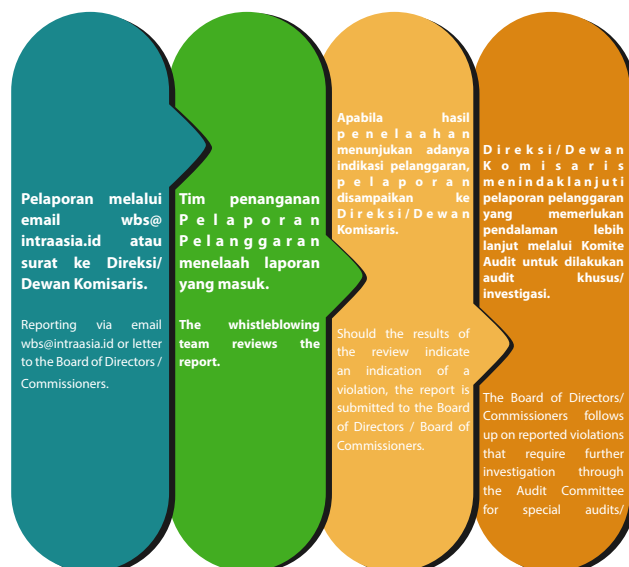 Pelaporan melalui
email wbs@
intraasia.id atau
surat ke Direksi/
Dewan Komisaris.
Reporting via email
wbs@intraasia.id or letter
to the Board of Directors /
Commissioners.
Tim penanganan
Pelaporan
Pelanggaran
menelaah laporan
yang masuk.
The whistleblowing
team reviews the
report.
Apabila hasil
penelaahan
menunjukan adanya
indikasi pelanggaran,
pelaporan
disampaikan ke
Direksi/Dewan
Komisaris.
Should the results of
the review indicate
an indication of a
violation, the report is
submitted to the Board
of Directors / Board of
Commissioners.
Direksi/Dewan
Komisaris
menindaklanjuti
pelaporan pelanggaran
yang memerlukan
pendalaman lebih
lanjut melalui Komite
Audit untuk dilakukan
audit khusus/
investigasi.
The Board of Directors/
Commissioners follows
up on reported violations
that require further
investigation through
the Audit Committee
for special audits/